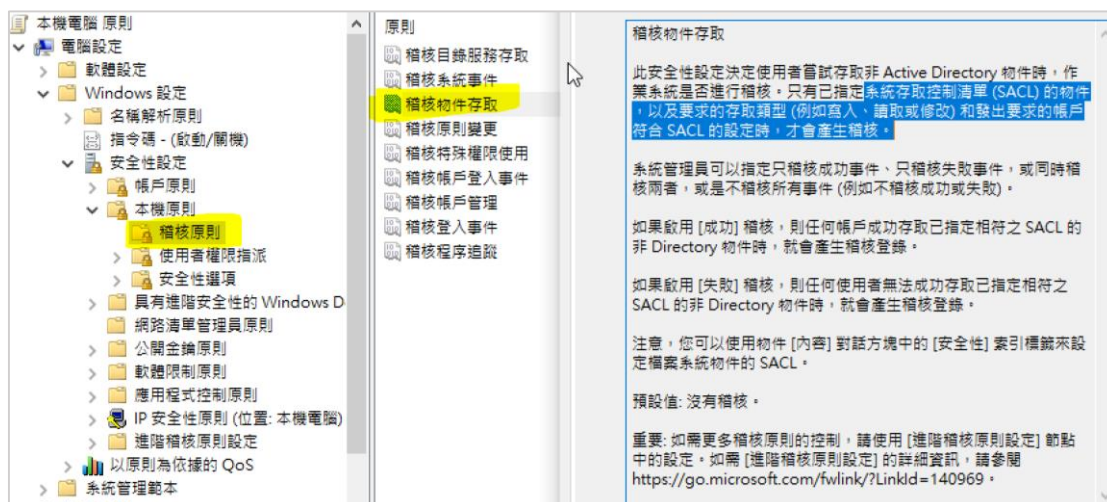 本機電腦 原則
電腦設定
軟體設定
Windows 設定
名稱解析原則
指令碼 - (啟動/關機)
安全性設定
帳戶原則
本機原則
稽核原則
使用者權限指派
安全性選項
具有進階安全性的 Windows D
網路清單管理員原則
公開金鑰原則
軟體限制原則
應用程式控制原則
IP 安全性原則 (位置: 本機電腦)
進階稽核原則設定
以原則為依據的 QoS
系統管理範本
原則
稽核目錄服務存取
稽核系統事件
稽核物件存取
稽核原則變更
稽核特殊權限使用
稽核帳戶登入事件
稽核帳戶管理
稽核登入事件
稽核程序追蹤
稽核物件存取
此安全性設定決定使用者嘗試存取非 Active Directory 物件時，作
業系統是否進行稽核。只有已指定系統存取控制清單 (SACL) 的物件
，以及要求的存取類型 (例如寫入、讀取或修改) 和發出要求的帳戶
符合 SACL 的設定時，才會產生稽核。
系統管理員可以指定只稽核成功事件、只稽核失敗事件，或同時稽
核兩者，或是不稽核所有事件 (例如不稽核成功或失敗)。
如果啟用 [成功] 稽核，則任何帳戶成功存取已指定相符之 SACL 的
非 Directory 物件時，就會產生稽核登錄。
如果啟用 [失敗] 稽核，則任何使用者無法成功存取已指定相符之
SACL 的非 Directory 物件時，就會產生稽核登錄。
注意，您可以使用物件 [內容] 對話方塊中的 [安全性] 索引標籤來設
定檔案系統物件的 SACL。
預設值: 沒有稽核。
重要: 如需更多稽核原則的控制，請使用 [進階稽核原則設定] 節點
中的設定。如需 [進階稽核原則設定] 的詳細資訊，請參閱
https://go.microsoft.com/fwlink/?LinkId=140969。